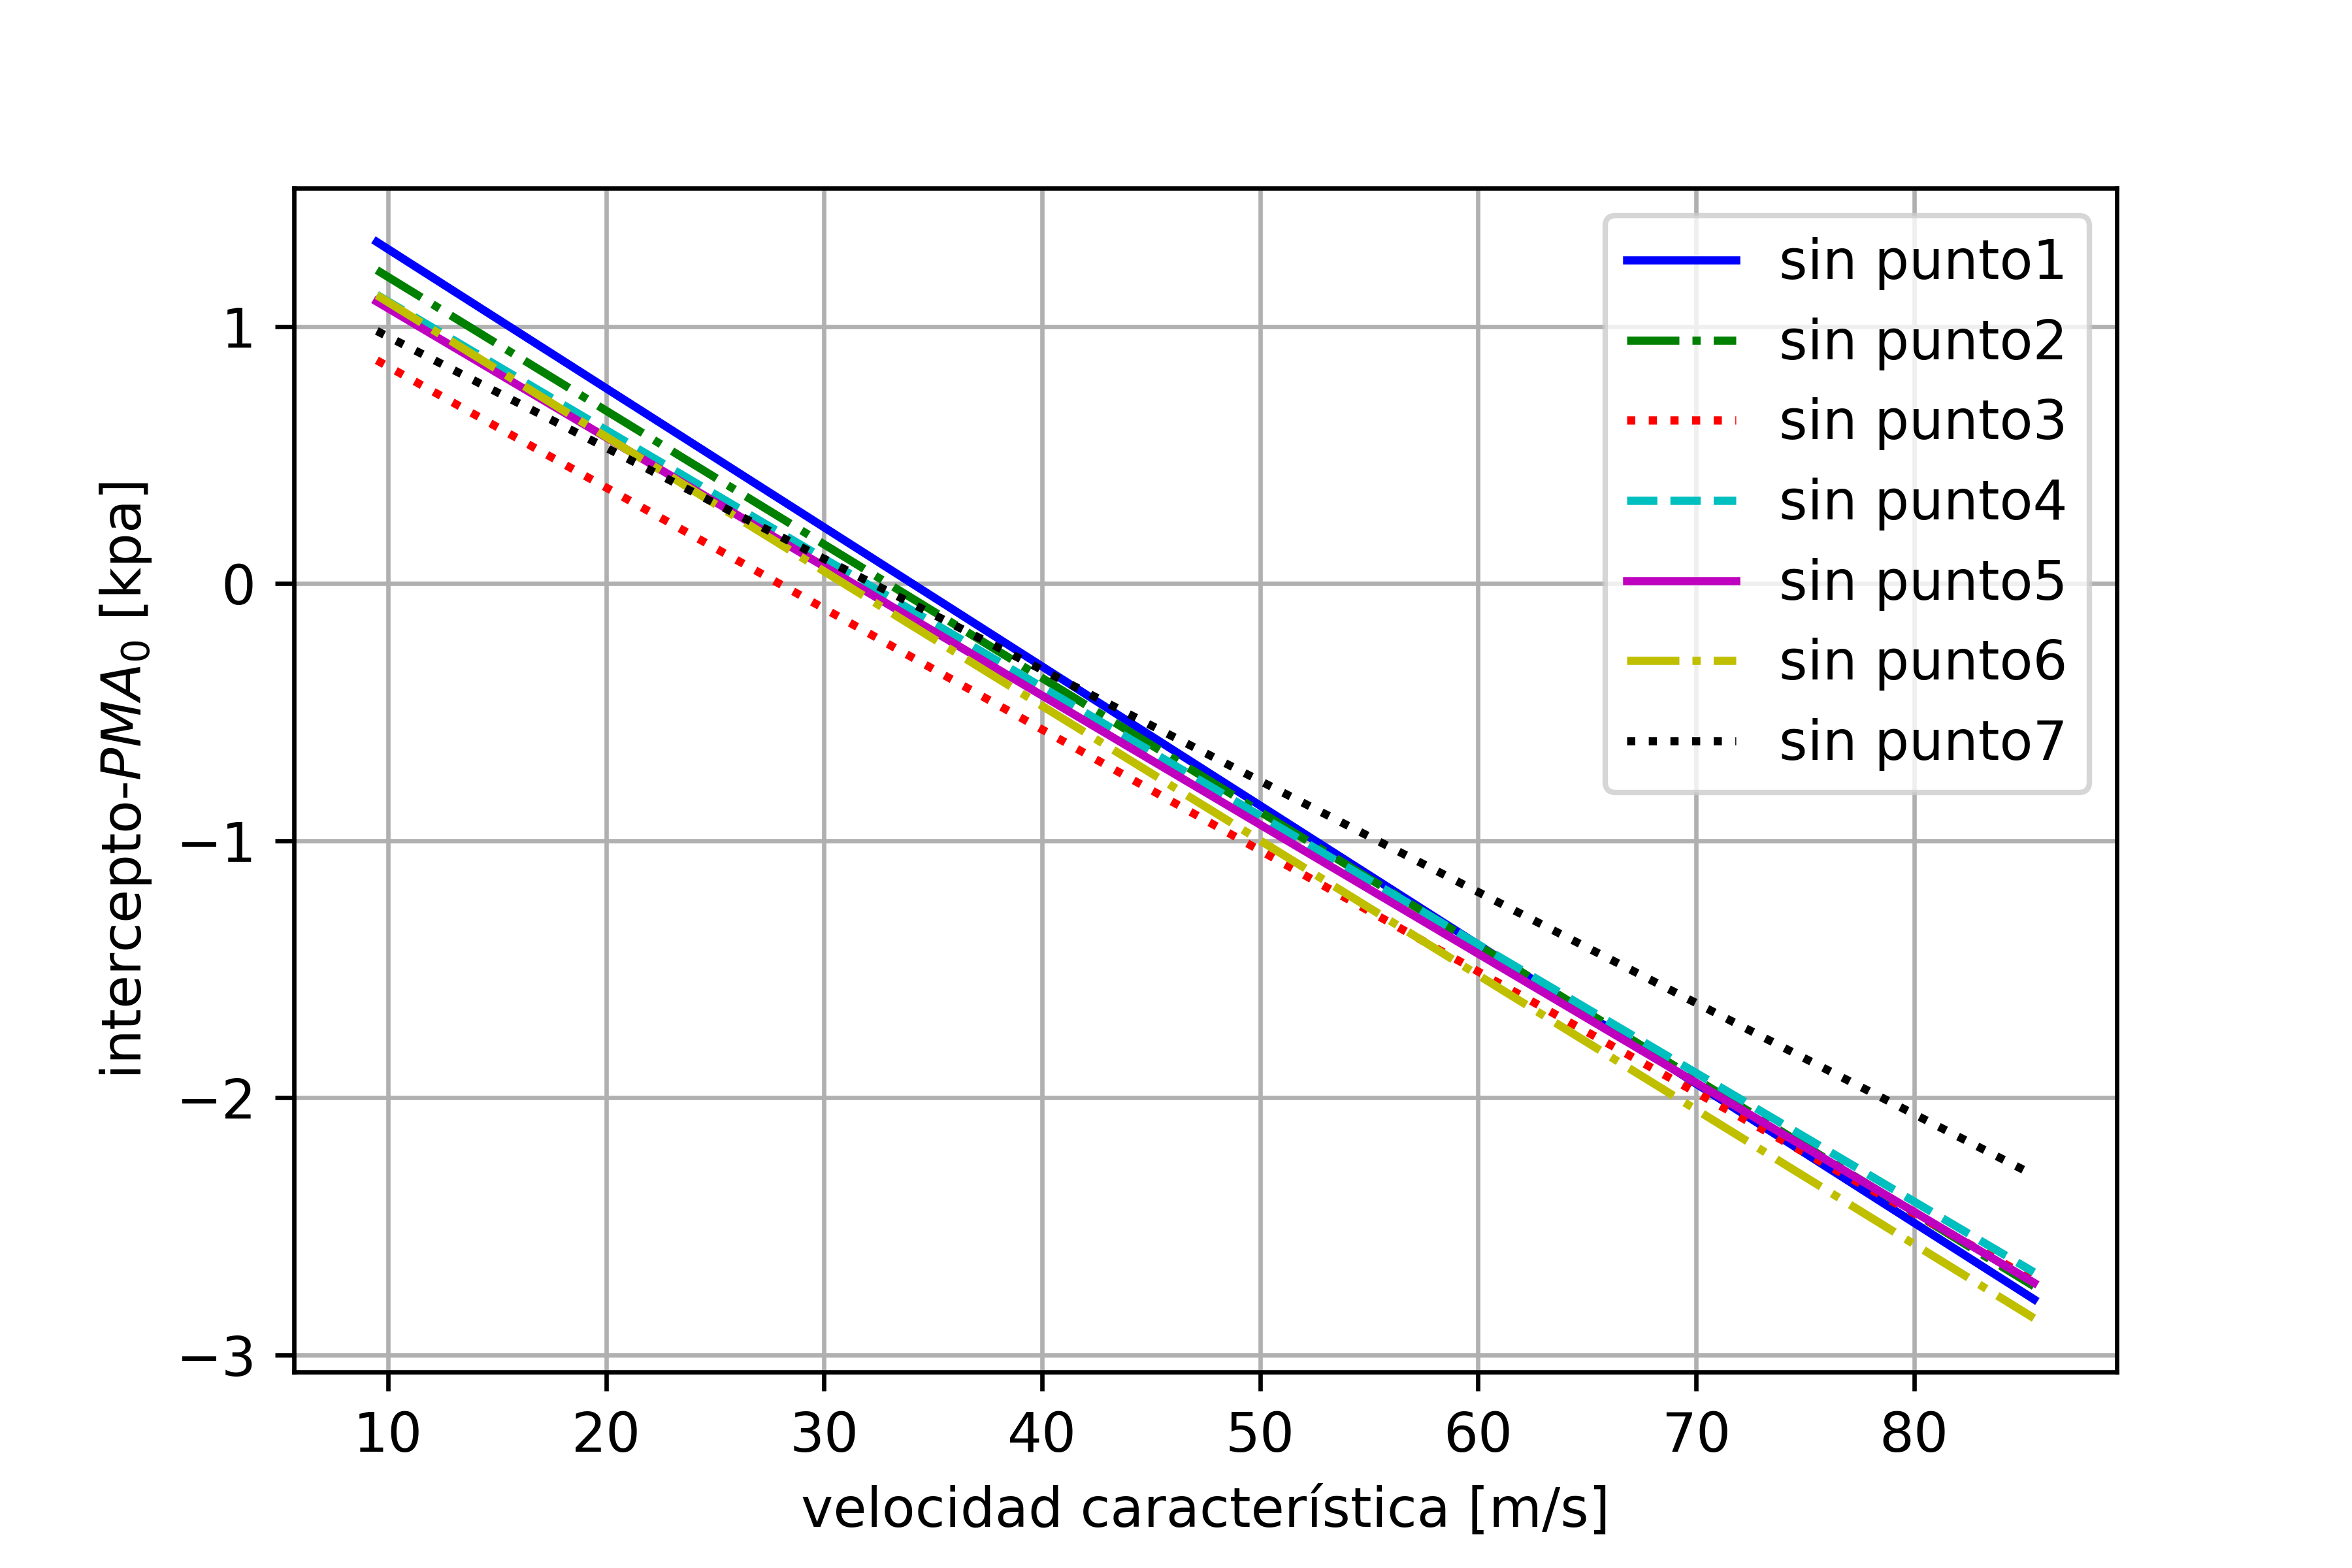 intercepto-PMA₀ [kpa]
1
0
−1
−2
−3
sin punto1
sin punto2
sin punto3
sin punto4
sin punto5
sin punto6
sin punto7
10 20 30 40 50 60 70 80
velocidad característica [m/s]